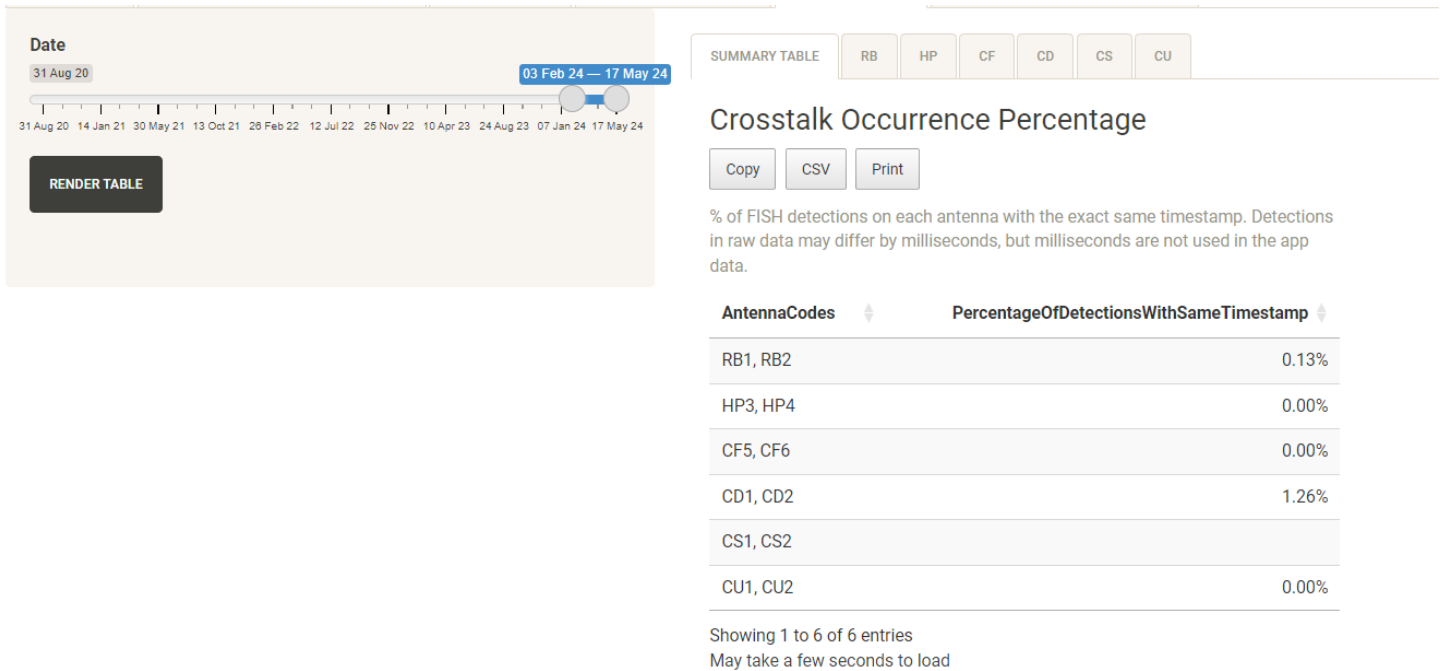 Date
31 Aug 20
03 Feb 24 — 17 May 24
31 Aug 20 14 Jan 21 30 May 21 13 Oct 21 26 Feb 22 12 Jul 22 25 Nov 22 10 Apr 23 24 Aug 23 07 Jan 24 17 May 24
RENDER TABLE
SUMMARY TABLE RB HP CF CD CS CU
Crosstalk Occurrence Percentage
Copy CSV Print
% of FISH detections on each antenna with the exact same timestamp. Detections
in raw data may differ by milliseconds, but milliseconds are not used in the app
data.
AntennaCodes PercentageOfDetectionsWithSameTimestamp
RB1, RB2 0.13%
HP3, HP4 0.00%
CF5, CF6 0.00%
CD1, CD2 1.26%
CS1, CS2
CU1, CU2 0.00%
Showing 1 to 6 of 6 entries
May take a few seconds to load